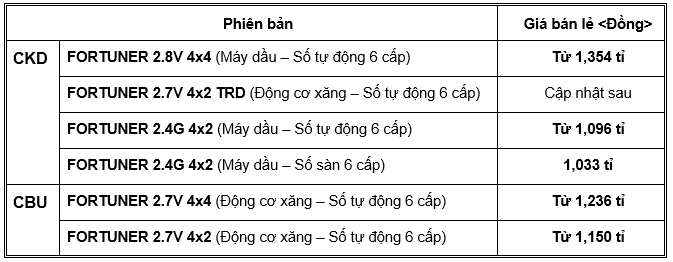 Phiên bản Giá bán lẻ <Đồng>
CKD FORTUNER 2.8V 4x4 (Máy dầu – Số tự động 6 cấp) Từ 1,354 tỉ
FORTUNER 2.7V 4x2 TRD (Động cơ xăng – Số tự động 6 cấp) Cập nhật sau
FORTUNER 2.4G 4x2 (Máy dầu – Số tự động 6 cấp) Từ 1,096 tỉ
FORTUNER 2.4G 4x2 (Máy dầu – Số sàn 6 cấp) 1,033 tỉ
CBU FORTUNER 2.7V 4x4 (Động cơ xăng – Số tự động 6 cấp) Từ 1,236 tỉ
FORTUNER 2.7V 4x2 (Động cơ xăng – Số tự động 6 cấp) Từ 1,150 tỉ